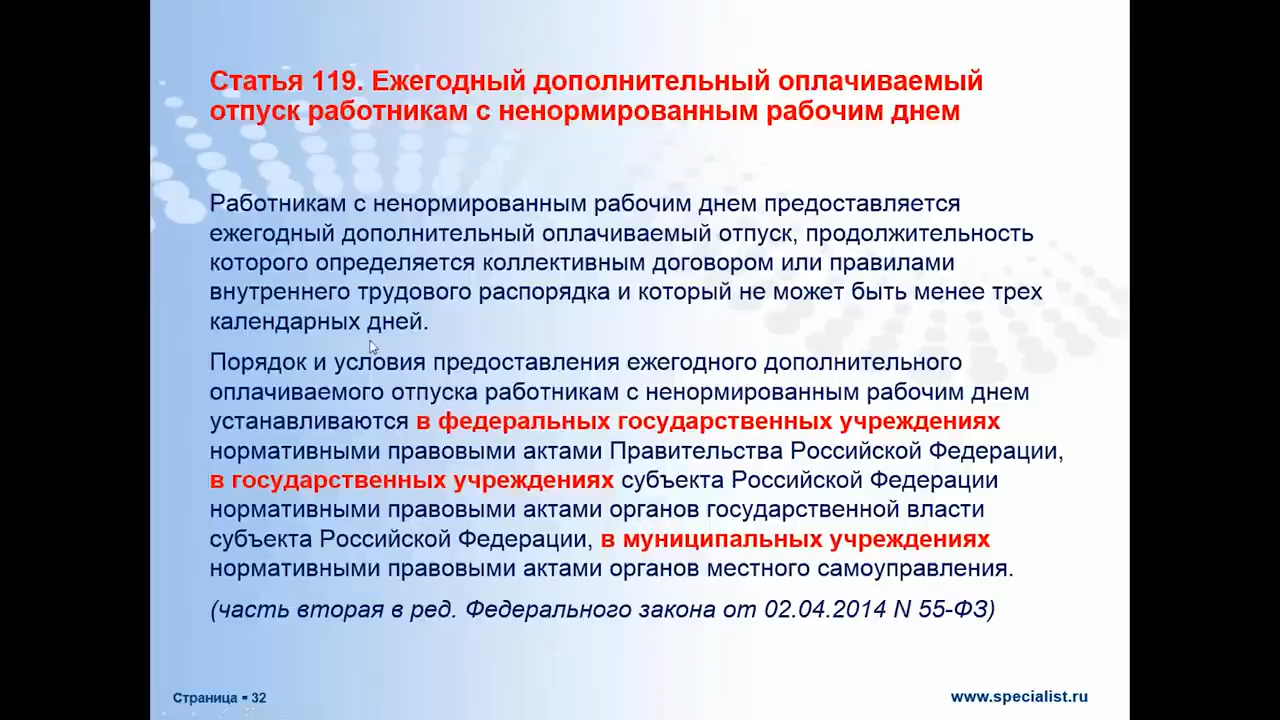 Статья 119. Ежегодный дополнительный оплачиваемый
отпуск работникам с ненормированным рабочим днем
Работникам с ненормированным рабочим днем предоставляется
ежегодный дополнительный оплачиваемый отпуск, продолжительность
которого определяется коллективным договором или правилами
внутреннего трудового распорядка и который не может быть менее трех
календарных дней.
Порядок и условия предоставления ежегодного дополнительного
оплачиваемого отпуска работникам с ненормированным рабочим днем
устанавливаются в федеральных государственных учреждениях
нормативными правовыми актами Правительства Российской Федерации,
в государственных учреждениях субъекта Российской Федерации
нормативными правовыми актами органов государственной власти
субъекта Российской Федерации, в муниципальных учреждениях
нормативными правовыми актами органов местного самоуправления.
(часть вторая в ред. Федерального закона от 02.04.2014 N 55-ФЗ)
Страница ▪ 32
www.specialist.ru